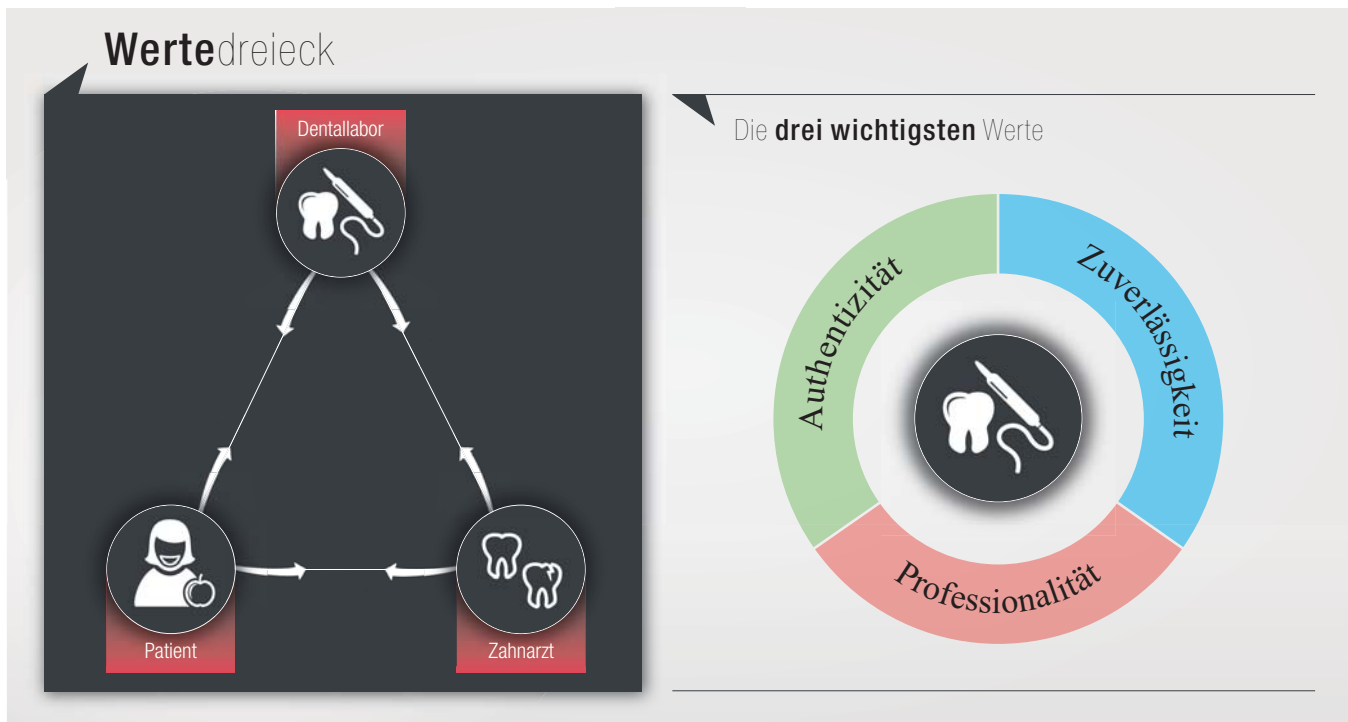 Wertedreieck
Dentallabor
Patient
Zahnarzt
Die drei wichtigsten Werte
Authentizität
Zuverlässigkeit
Professionalität